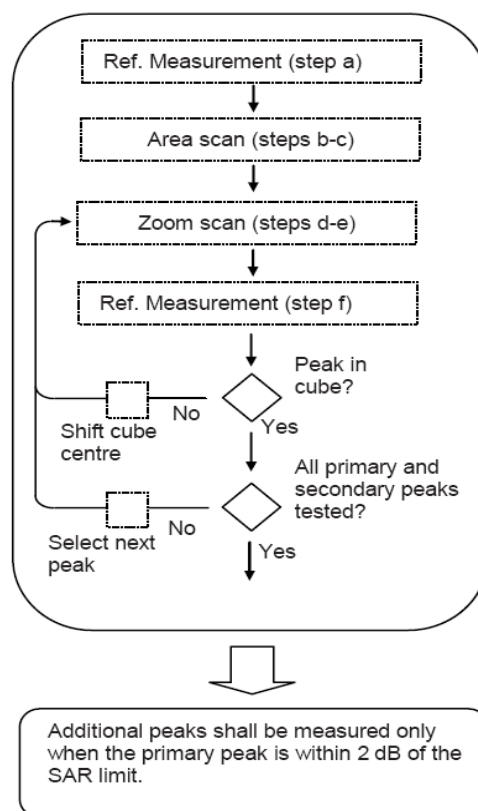 Ref. Measurement (step a)
Area scan (steps b-c)
Zoom scan (steps d-e)
Ref. Measurement (step f)
Peak in
cube?
No
Yes
Shift cube
centre
All primary and
secondary peaks
tested?
No
Yes
Select next
peak
Additional peaks shall be measured only
when the primary peak is within 2 dB of the
SAR limit.